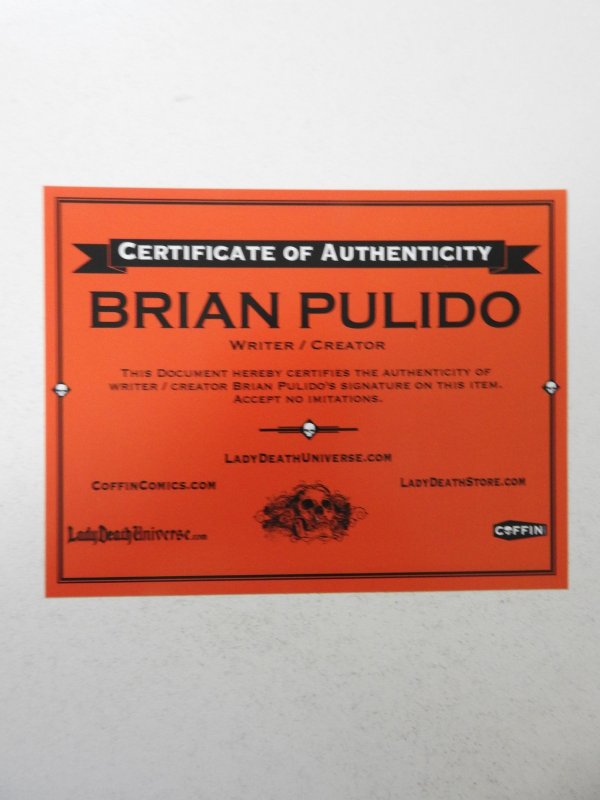 CERTIFICATE OF AUTHENTICITY
BRIAN PULIDO
WRITER / CREATOR
THIS DOCUMENT HEREBY CERTIFIES THE AUTHENTICITY OF
WRITER / CREATOR BRIAN PULIDO'S SIGNATURE ON THIS ITEM.
ACCEPT NO IMITATIONS.
LADYDEATHUNIVERSE.COM
COFFINCOMICS.COM
LADYDEATHSTORE.COM
LadyDeathUniverse.com
COFFIN